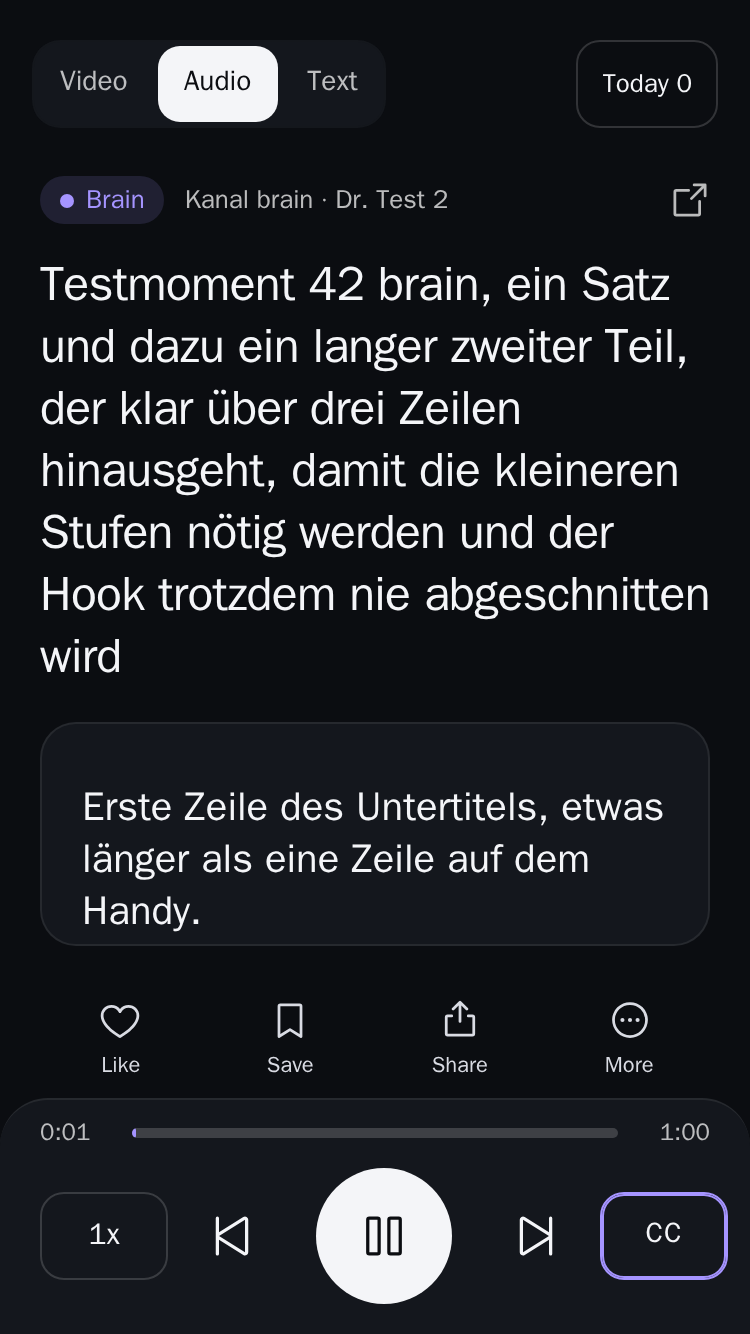 Video Audio Text Today 0
Brain Kanal brain · Dr. Test 2
Testmoment 42 brain, ein Satz
und dazu ein langer zweiter Teil,
der klar über drei Zeilen
hinausgeht, damit die kleineren
Stufen nötig werden und der
Hook trotzdem nie abgeschnitten
wird
Erste Zeile des Untertitels, etwas
länger als eine Zeile auf dem
Handy.
Like Save Share More
0:01 1:00
1x CC